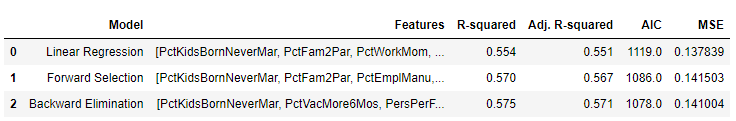 Model Features R-squared Adj. R-squared AIC MSE
0 Linear Regression [PctKidsBornNeverMar, PctFam2Par, PctWorkMom, ... 0.554 0.551 1119.0 0.137839
1 Forward Selection [PctKidsBornNeverMar, PctFam2Par, PctEmplManu,... 0.570 0.567 1086.0 0.141503
2 Backward Elimination [PctKidsBornNeverMar, PctVacMore6Mos, PersPerF... 0.575 0.571 1078.0 0.141004